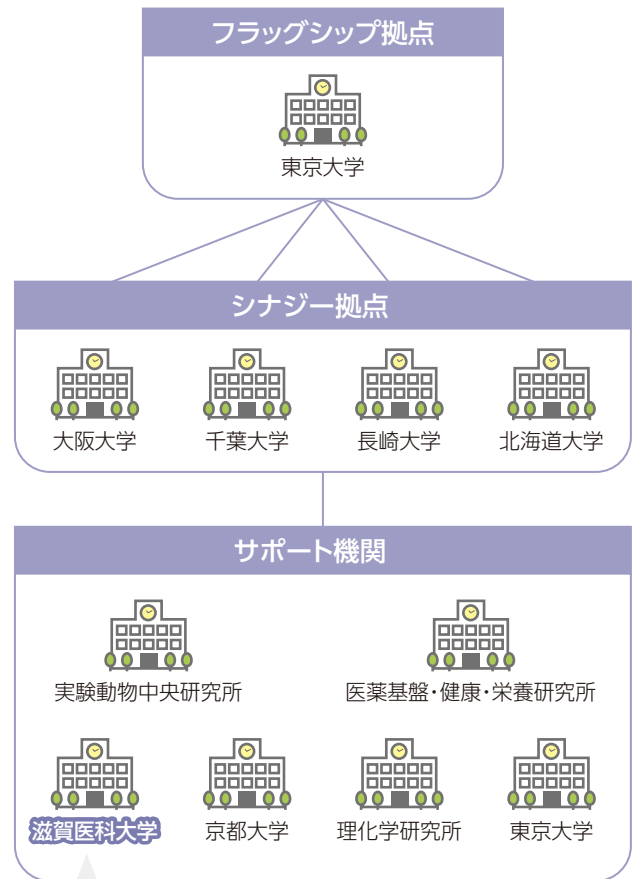 フラッグシップ拠点
東京大学
シナジー拠点
大阪大学 千葉大学 長崎大学 北海道大学
サポート機関
実験動物中央研究所 医薬基盤・健康・栄養研究所
滋賀医科大学 京都大学 理化学研究所 東京大学